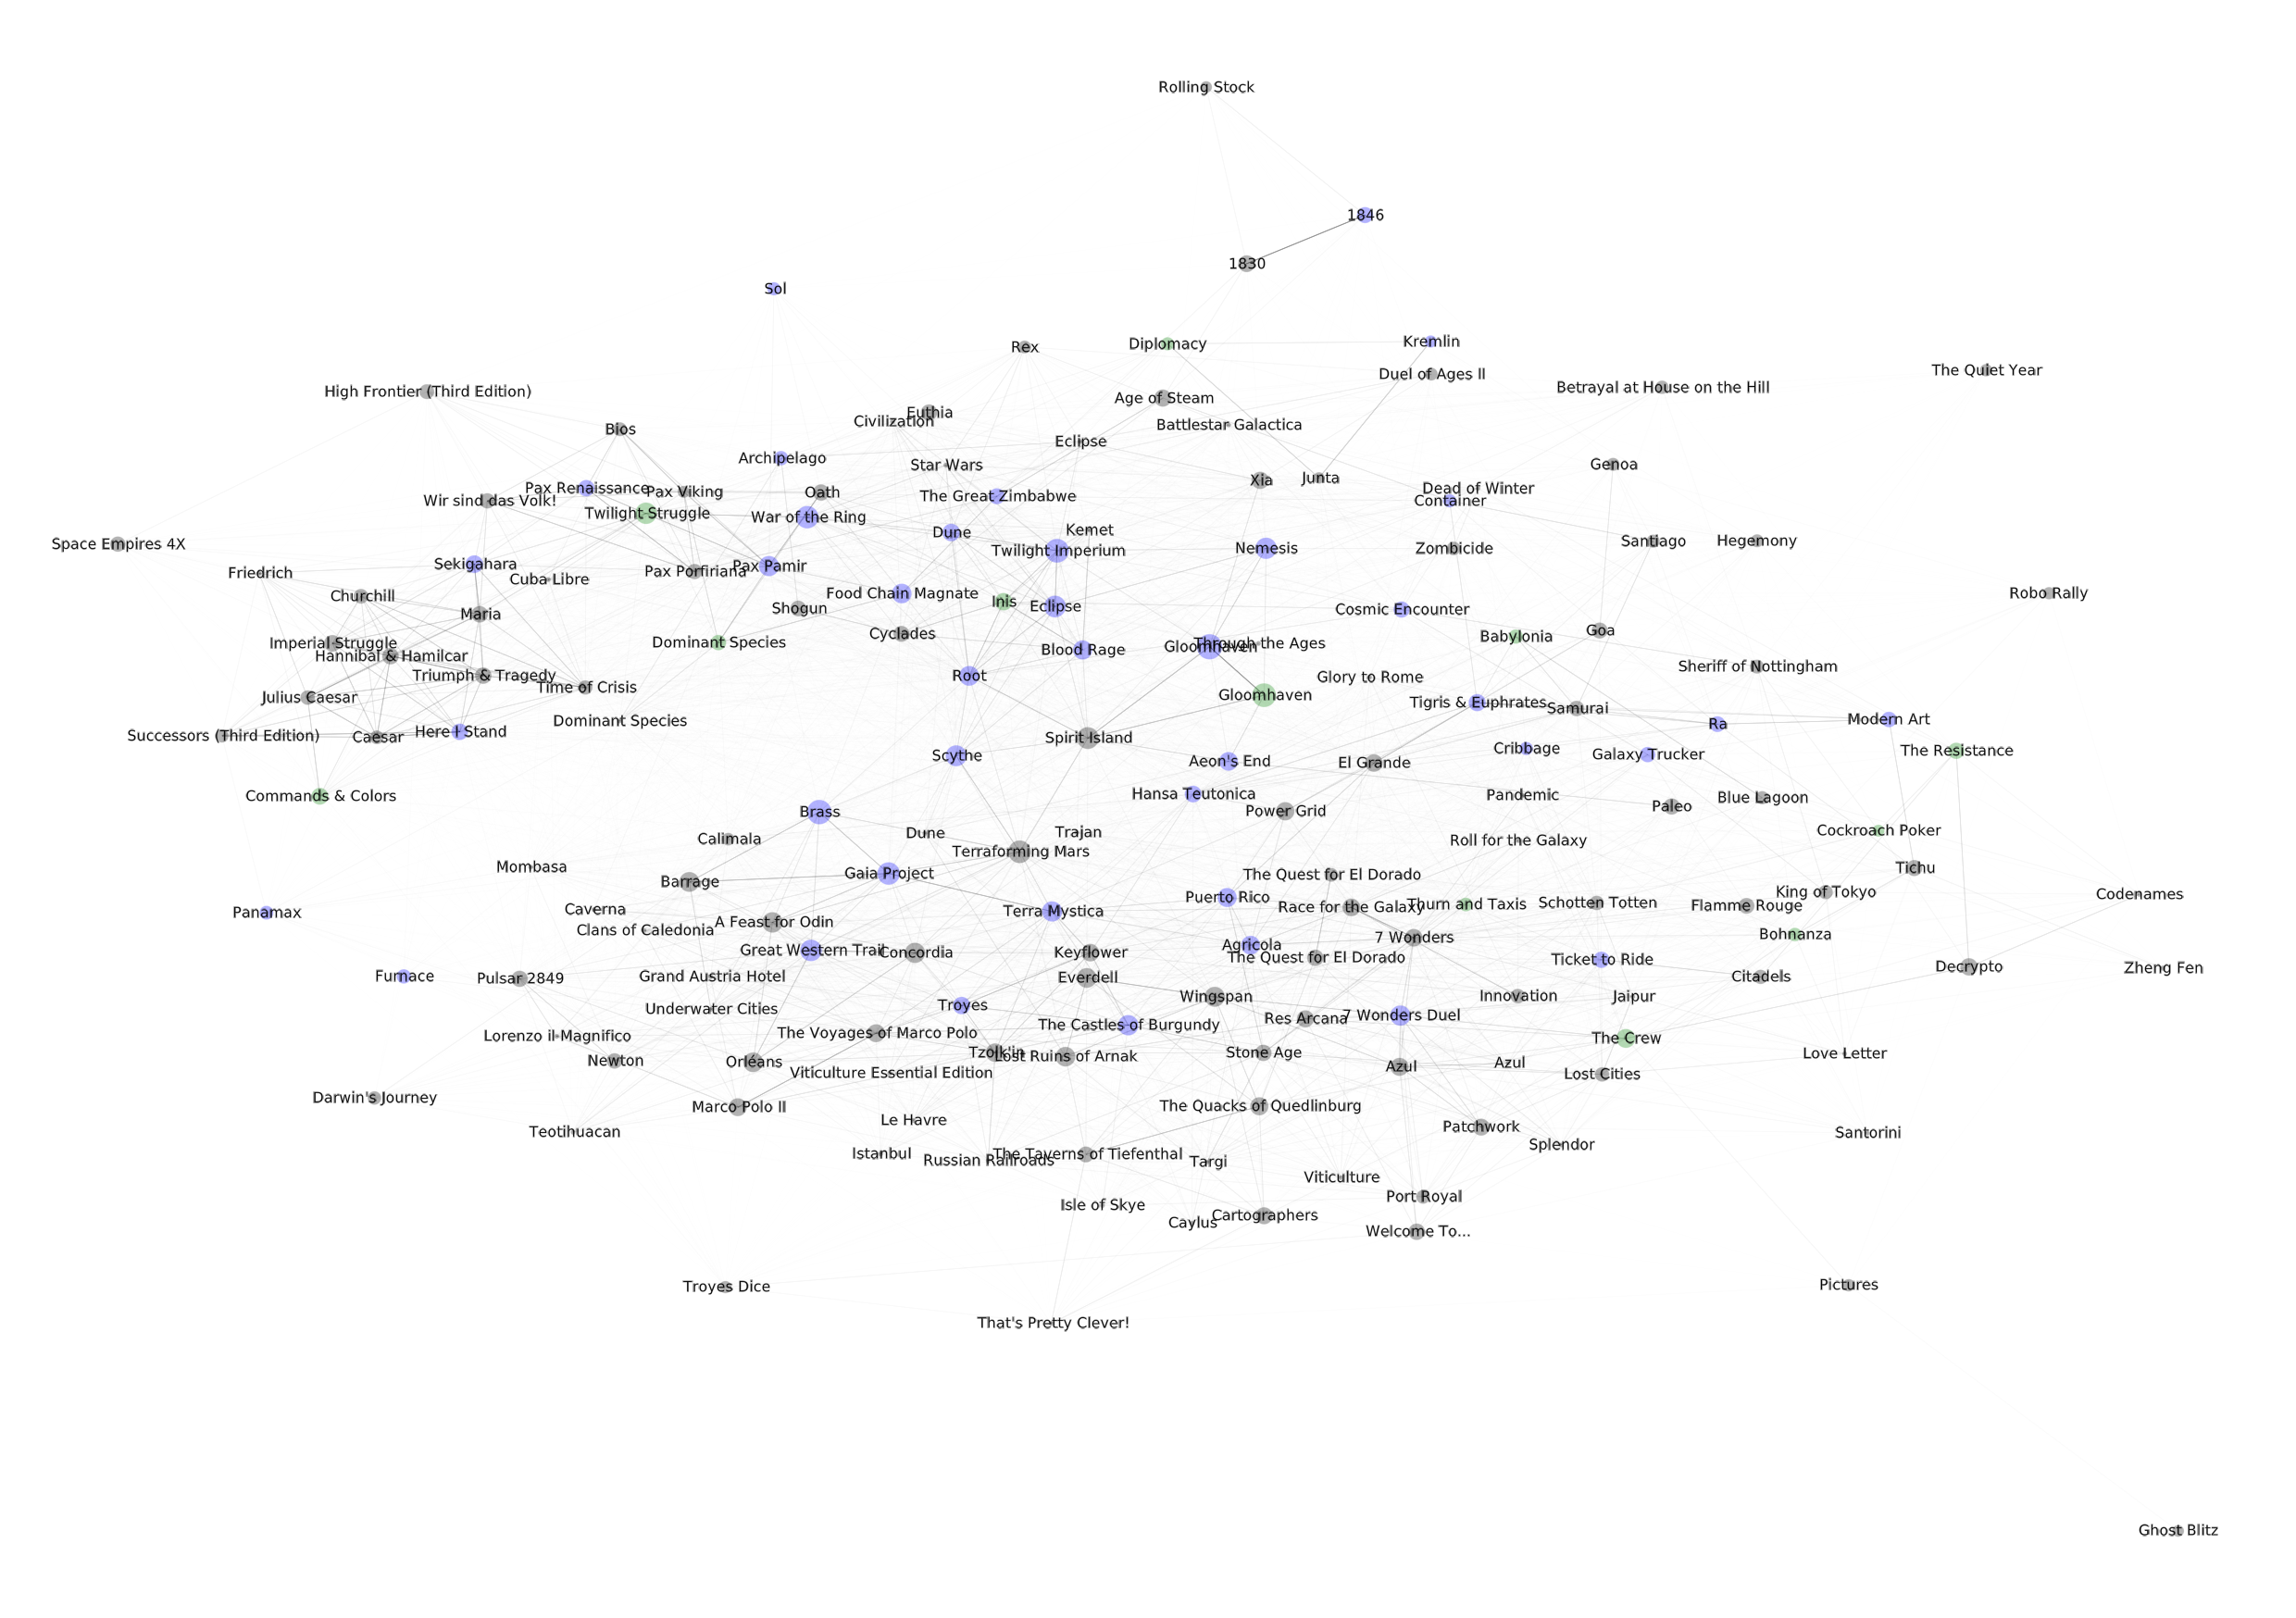 Rolling Stock
1846
1830
Sol
Kremlin
Diplomacy
Rex
The Quiet Year
Duel of Ages II
Betrayal at House on the Hill
High Frontier (Third Edition)
Age of Steam
Euthia
Civilization
Battlestar Galactica
Bios
Eclipse
Archipelago
Star Wars
Genoa
Junta
Xia
Pax Renaissance
Dead of Winter
Pax Viking
Oath
The Great Zimbabwe
Wir sind das Volk!
Container
Twilight Struggle
War of the Ring
Kemet
Dune
Santiago
Hegemony
Space Empires 4X
Nemesis
Zombicide
Twilight Imperium
Sekigahara
Pax Pamir
Pax Porfiriana
Friedrich
Cuba Libre
Food Chain Magnate
Robo Rally
Churchill
Inis
Eclipse
Shogun
Cosmic Encounter
Maria
Goa
Cyclades
Babylonia
Imperial Struggle
Dominant Species
Through the Ages
Gloomhaven
Blood Rage
Hannibal & Hamilcar
Sheriff of Nottingham
Triumph & Tragedy
Root
Glory to Rome
Time of Crisis
Gloomhaven
Julius Caesar
Tigris & Euphrates
Samurai
Modern Art
Dominant Species
Ra
Here I Stand
Successors (Third Edition)
Caesar
Spirit Island
Cribbage
The Resistance
Galaxy Trucker
Scythe
Aeon's End
El Grande
Hansa Teutonica
Pandemic
Commands & Colors
Blue Lagoon
Paleo
Power Grid
Brass
Cockroach Poker
Trajan
Dune
Calimala
Roll for the Galaxy
Terraforming Mars
Mombasa
Tichu
Gaia Project
The Quest for El Dorado
Barrage
King of Tokyo
Codenames
Puerto Rico
Schotten Totten
Thurn and Taxis
Flamme Rouge
Race for the Galaxy
Caverna
Terra Mystica
Panamax
A Feast for Odin
Clans of Caledonia
Bohnanza
7 Wonders
Agricola
Great Western Trail
Concordia
Keyflower
The Quest for El Dorado
Ticket to Ride
Decrypto
Zheng Fen
Furnace
Pulsar 2849
Grand Austria Hotel
Everdell
Citadels
Wingspan
Innovation
Jaipur
Troyes
Underwater Cities
7 Wonders Duel
Res Arcana
The Castles of Burgundy
The Voyages of Marco Polo
Lorenzo il Magnifico
The Crew
Tzolk'in
Stone Age
Love Letter
Lost Ruins of Arnak
Newton
Orléans
Azul
Azul
Viticulture Essential Edition
Lost Cities
Darwin's Journey
Marco Polo II
The Quacks of Quedlinburg
Le Havre
Patchwork
Teotihuacan
Santorini
Splendor
Istanbul
The Taverns of Tiefenthal
Russian Railroads
Targi
Viticulture
Port Royal
Isle of Skye
Cartographers
Caylus
Welcome To...
Pictures
Troyes Dice
That's Pretty Clever!
Ghost Blitz